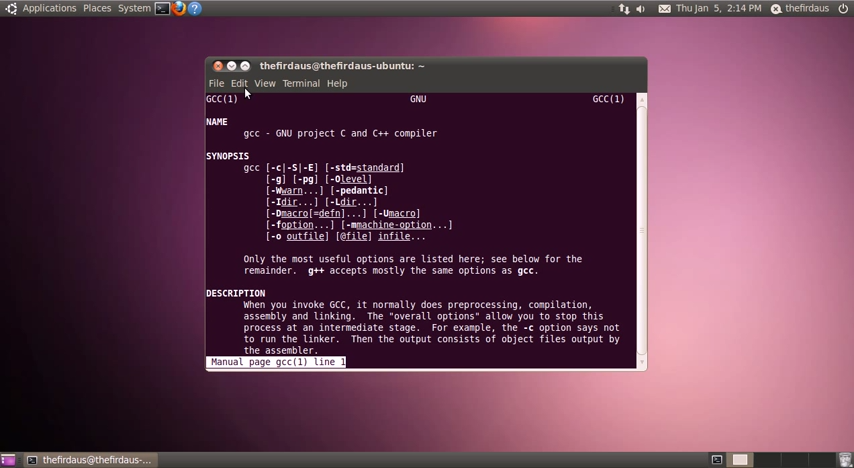 Applications Places System Thu Jan 5, 2:14 PM thefirdaus
thefirdaus@thefirdaus-ubuntu: ~
File Edit View Terminal Help
GCC(1) GNU GCC(1)
NAME
gcc - GNU project C and C++ compiler
SYNOPSIS
gcc [-c|-S|-E] [-std=standard]
[-g] [-pg] [-Olevel]
[-Wwarn...] [-pedantic]
[-Idir...] [-Ldir...]
[-Dmacro[=defn]...] [-Umacro]
[-foption...] [-mmachine-option...]
[-o outfile] [@file] infile...
Only the most useful options are listed here; see below for the
remainder. g++ accepts mostly the same options as gcc.
DESCRIPTION
When you invoke GCC, it normally does preprocessing, compilation,
assembly and linking. The "overall options" allow you to stop this
process at an intermediate stage. For example, the -c option says not
to run the linker. Then the output consists of object files output by
the assembler.
Manual page gcc(1) line 1
thefirdaus@thefirdaus-...